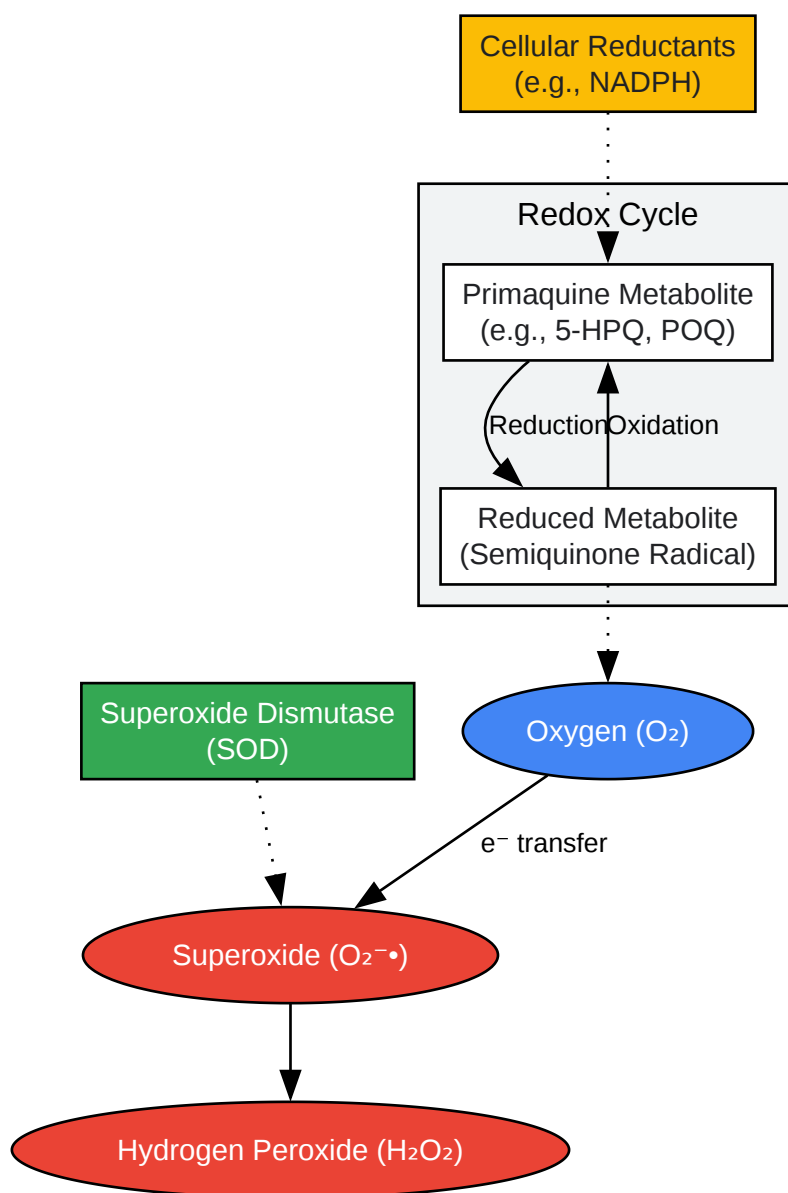 Cellular Reductants
(e.g., NADPH)
Redox Cycle
Primaquine Metabolite
(e.g., 5-HPQ, POQ)
Reduction
Oxidation
Reduced Metabolite
(Semiquinone Radical)
Superoxide Dismutase
(SOD)
Oxygen (O₂)
e⁻ transfer
Superoxide (O₂⁻•)
Hydrogen Peroxide (H₂O₂)